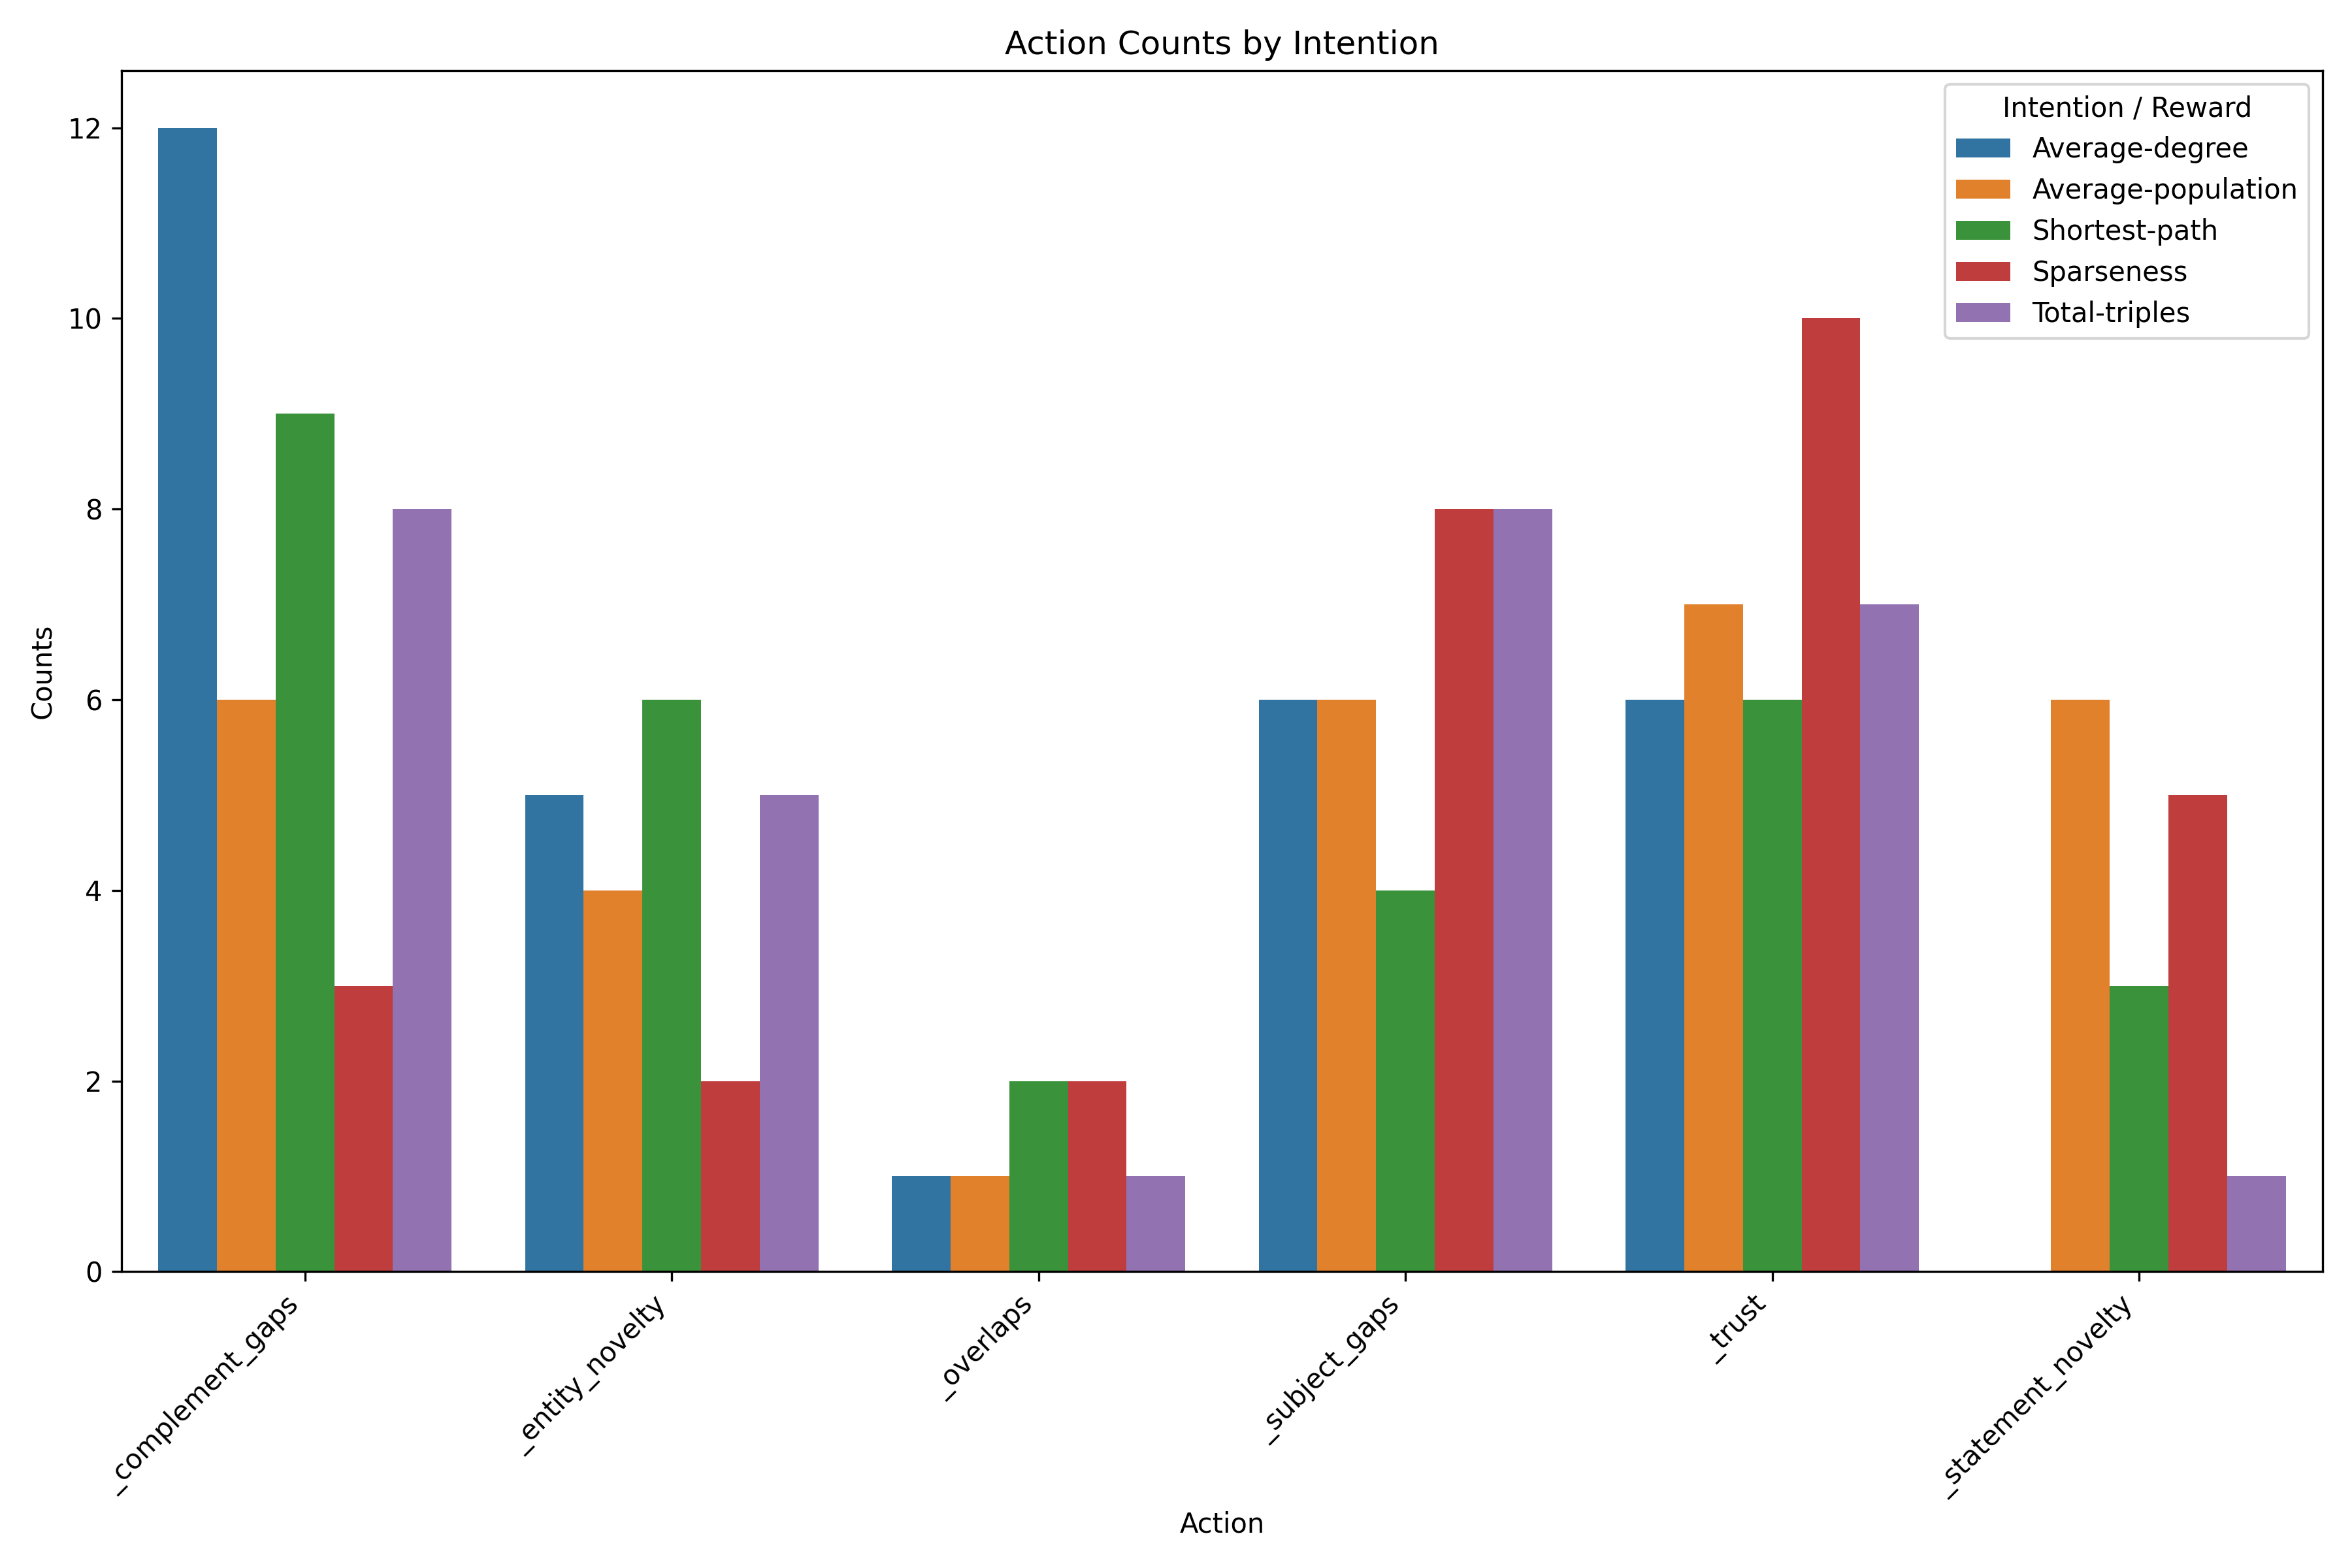 Action Counts by Intention
Intention / Reward
Average-degree
Average-population
Shortest-path
Sparseness
Total-triples
Counts
12
10
8
6
4
2
0
_complement_gaps
_entity_novelty
_overlaps
_subject_gaps
_trust
_statement_novelty
Action